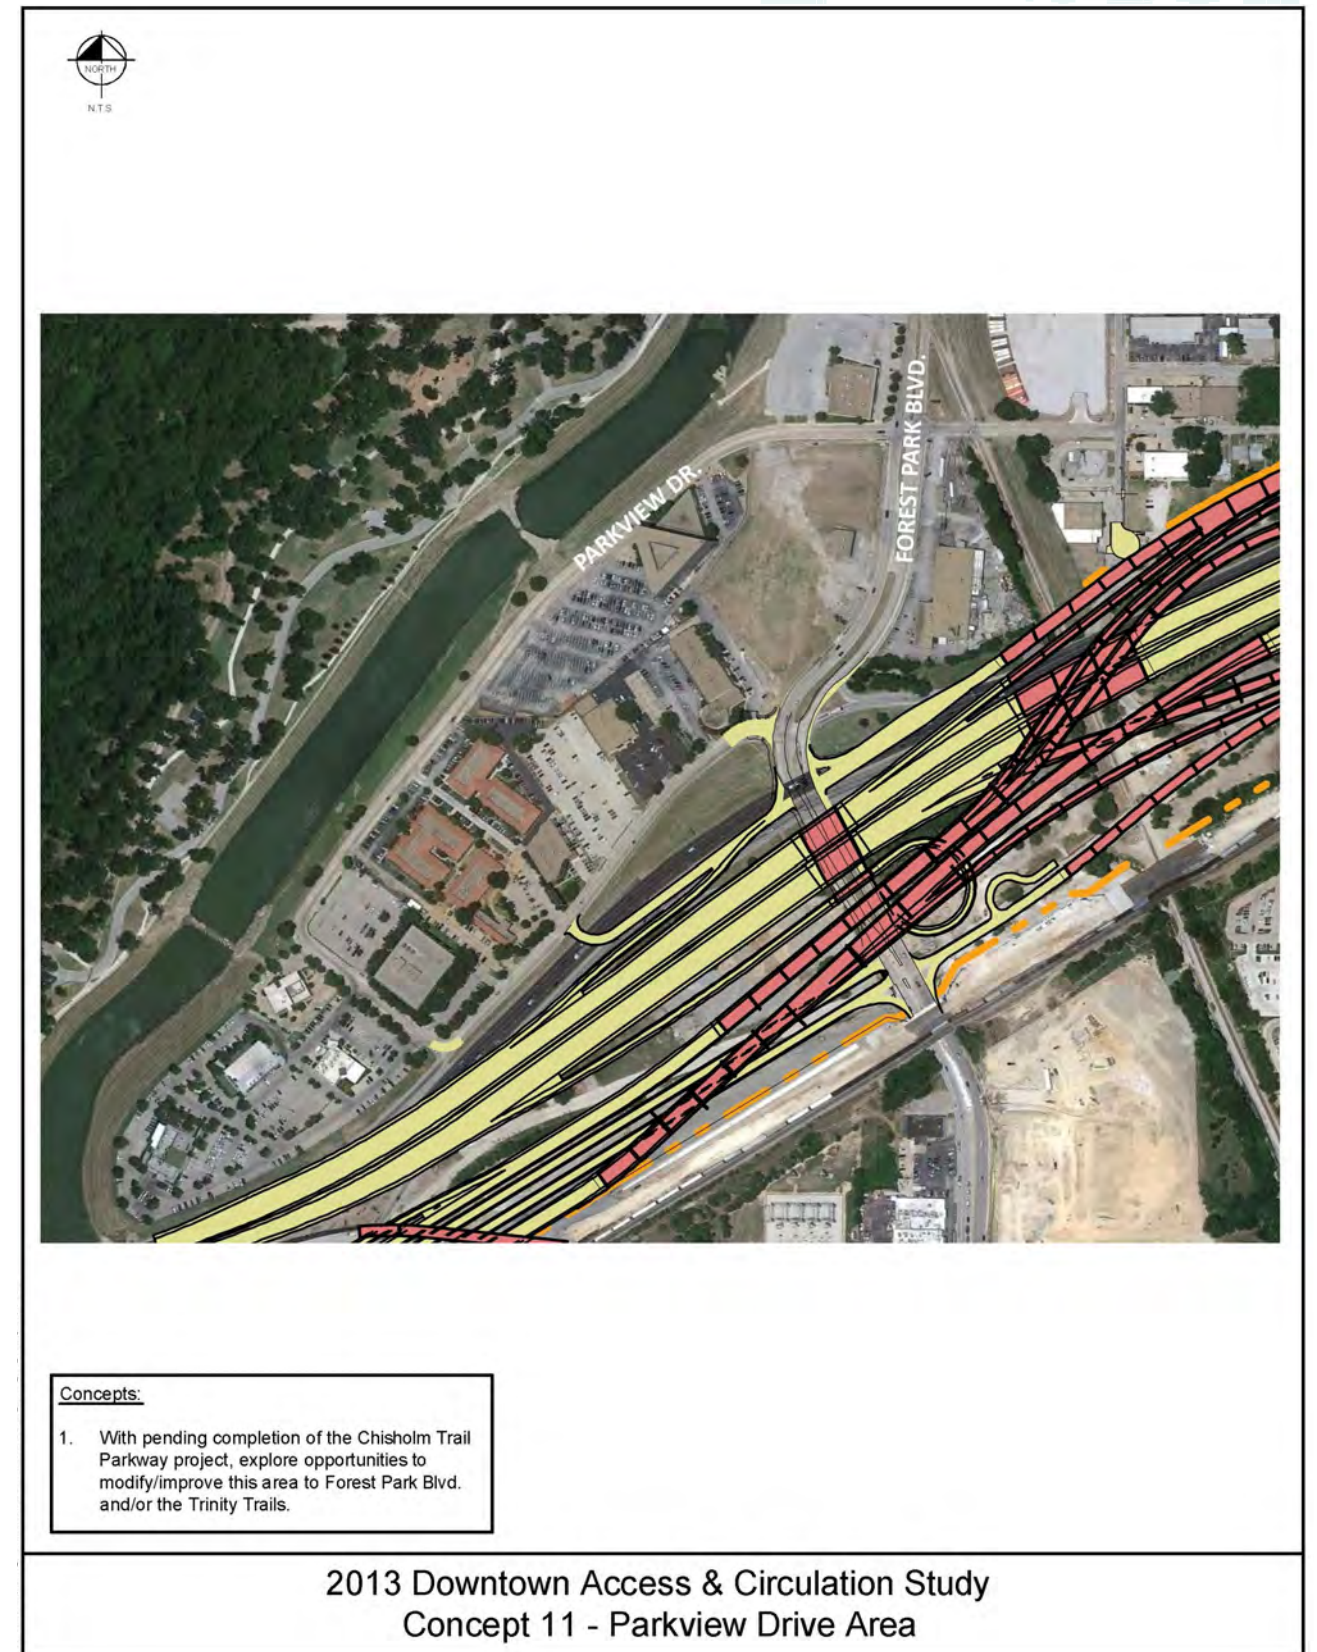 NORTH
N.T.S
FOREST PARK BLVD.
PARKVIEW DR.
Concepts:
1. With pending completion of the Chisholm Trail
Parkway project, explore opportunities to
modify/improve this area to Forest Park Blvd.
and/or the Trinity Trails.
2013 Downtown Access & Circulation Study
Concept 11 - Parkview Drive Area